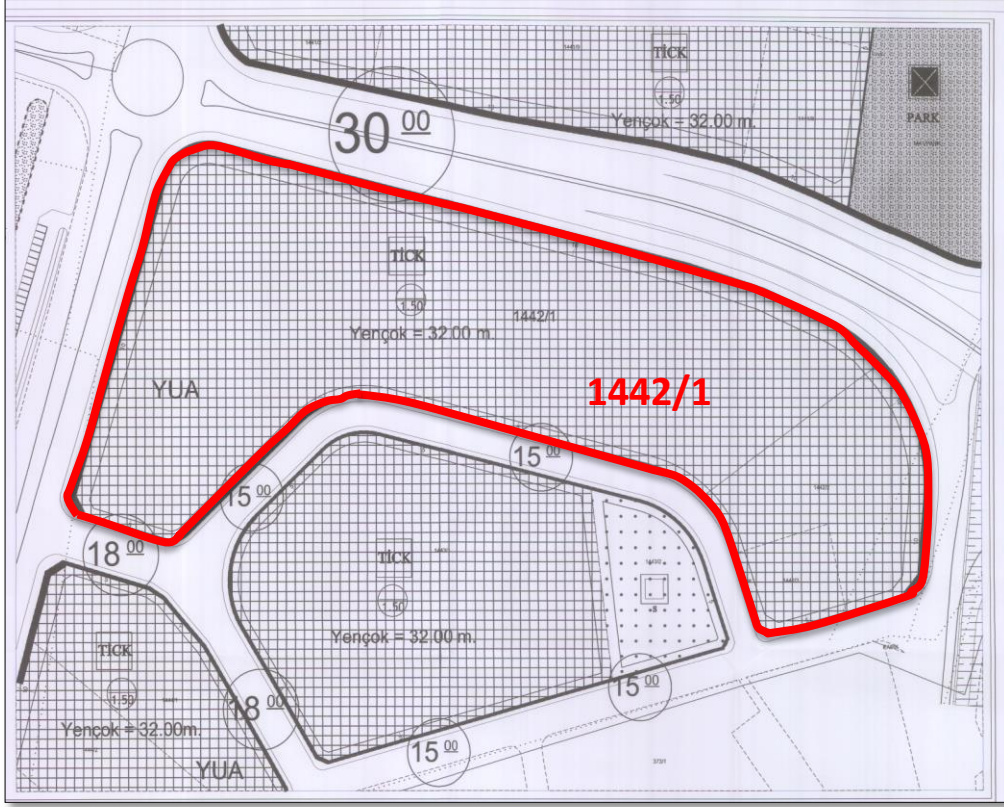 TİCK
1.50
Yençok = 32.00 m.
PARK
30 00
TİCK
1.50
1442/1
Yençok = 32.00 m.
YUA
1442/1
15 00
15 00
18 00
TİCK
1.50
Yençok = 32.00 m.
TİCK
1.50
Yençok = 32.00m.
18 00
15 00
15 00
YUA